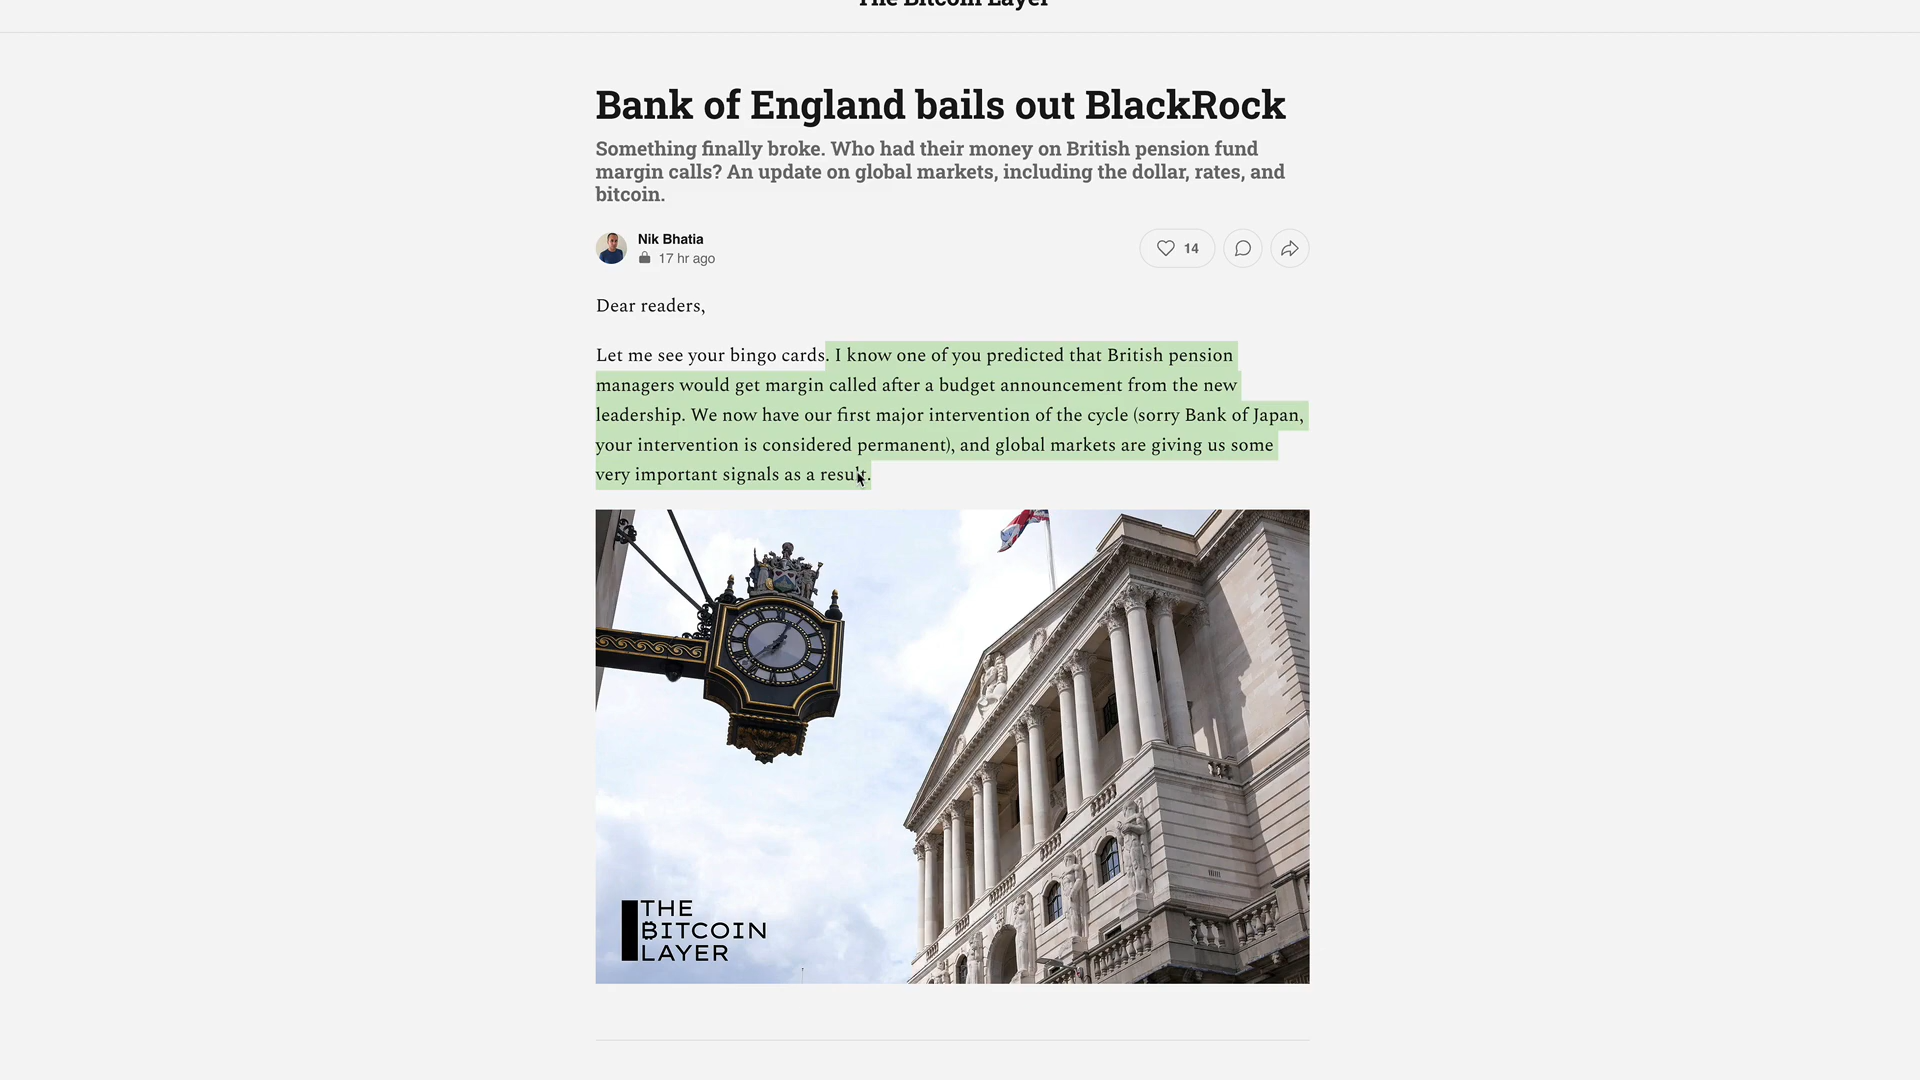 The Bitcoin Layer
Bank of England bails out BlackRock
Something finally broke. Who had their money on British pension fund
margin calls? An update on global markets, including the dollar, rates, and
bitcoin.
Nik Bhatia
17 hr ago
14
Dear readers,
Let me see your bingo cards. I know one of you predicted that British pension
managers would get margin called after a budget announcement from the new
leadership. We now have our first major intervention of the cycle (sorry Bank of Japan,
your intervention is considered permanent), and global markets are giving us some
very important signals as a result.
THE
₿ITCOIN
LAYER